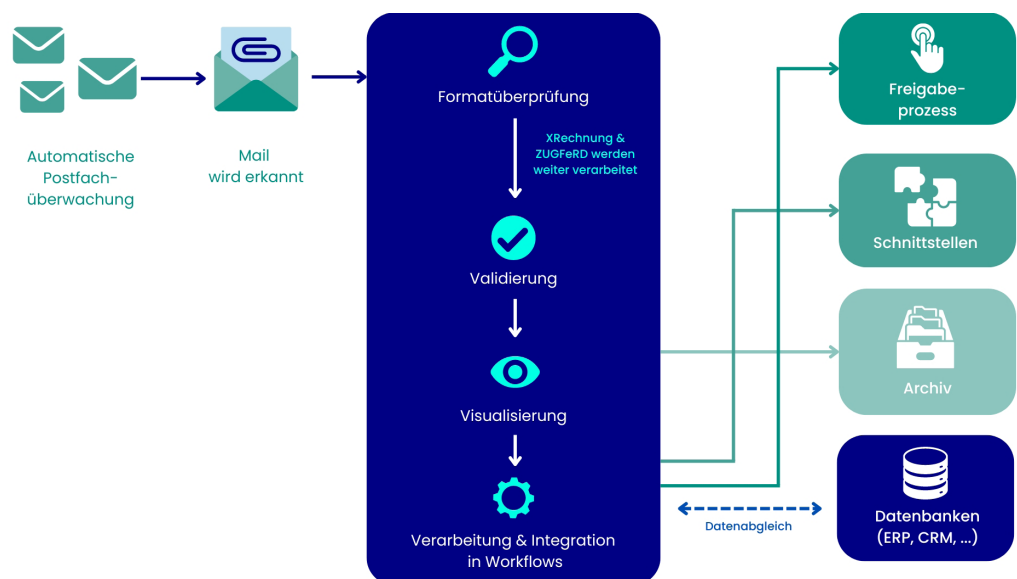 Automatische
Postfach-
überwachung
Mail
wird erkannt
Formatüberprüfung
XRechnung &
ZUGFeRD werden
weiter verarbeitet
Validierung
Visualisierung
Verarbeitung & Integration
in Workflows
Freigabe-
prozess
Schnittstellen
Archiv
Datenabgleich
Datenbanken
(ERP, CRM, ...)